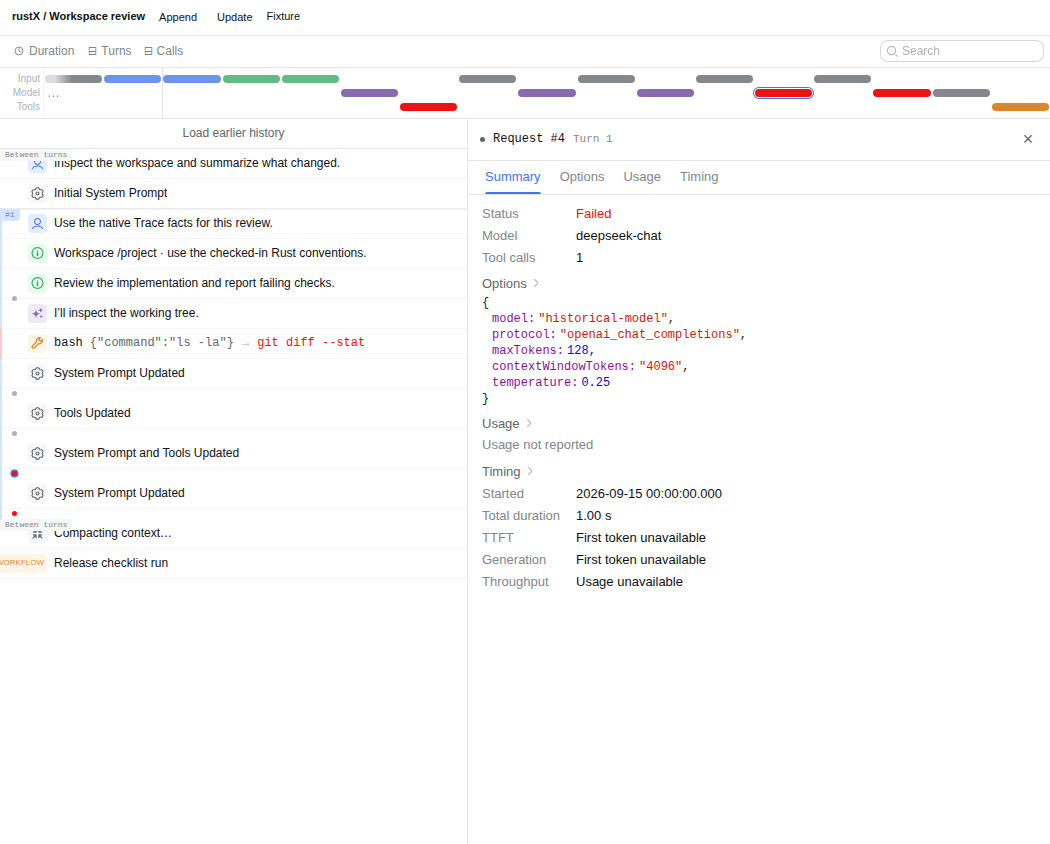 rustX / Workspace review Append Update Fixture
Duration Turns Calls Search
Input
Model ...
Tools
Load earlier history
Between turns
Inspect the workspace and summarize what changed.
Initial System Prompt
#1
Use the native Trace facts for this review.
Workspace /project · use the checked-in Rust conventions.
Review the implementation and report failing checks.
I'll inspect the working tree.
bash {"command":"ls -la"} → git diff --stat
System Prompt Updated
Tools Updated
System Prompt and Tools Updated
System Prompt Updated
Between turns
Compacting context…
WORKFLOW Release checklist run
Request #4 Turn 1
Summary Options Usage Timing
Status Failed
Model deepseek-chat
Tool calls 1
Options
{
model: "historical-model",
protocol: "openai_chat_completions",
maxTokens: 128,
contextWindowTokens: "4096",
temperature: 0.25
}
Usage
Usage not reported
Timing
Started 2026-09-15 00:00:00.000
Total duration 1.00 s
TTFT First token unavailable
Generation First token unavailable
Throughput Usage unavailable